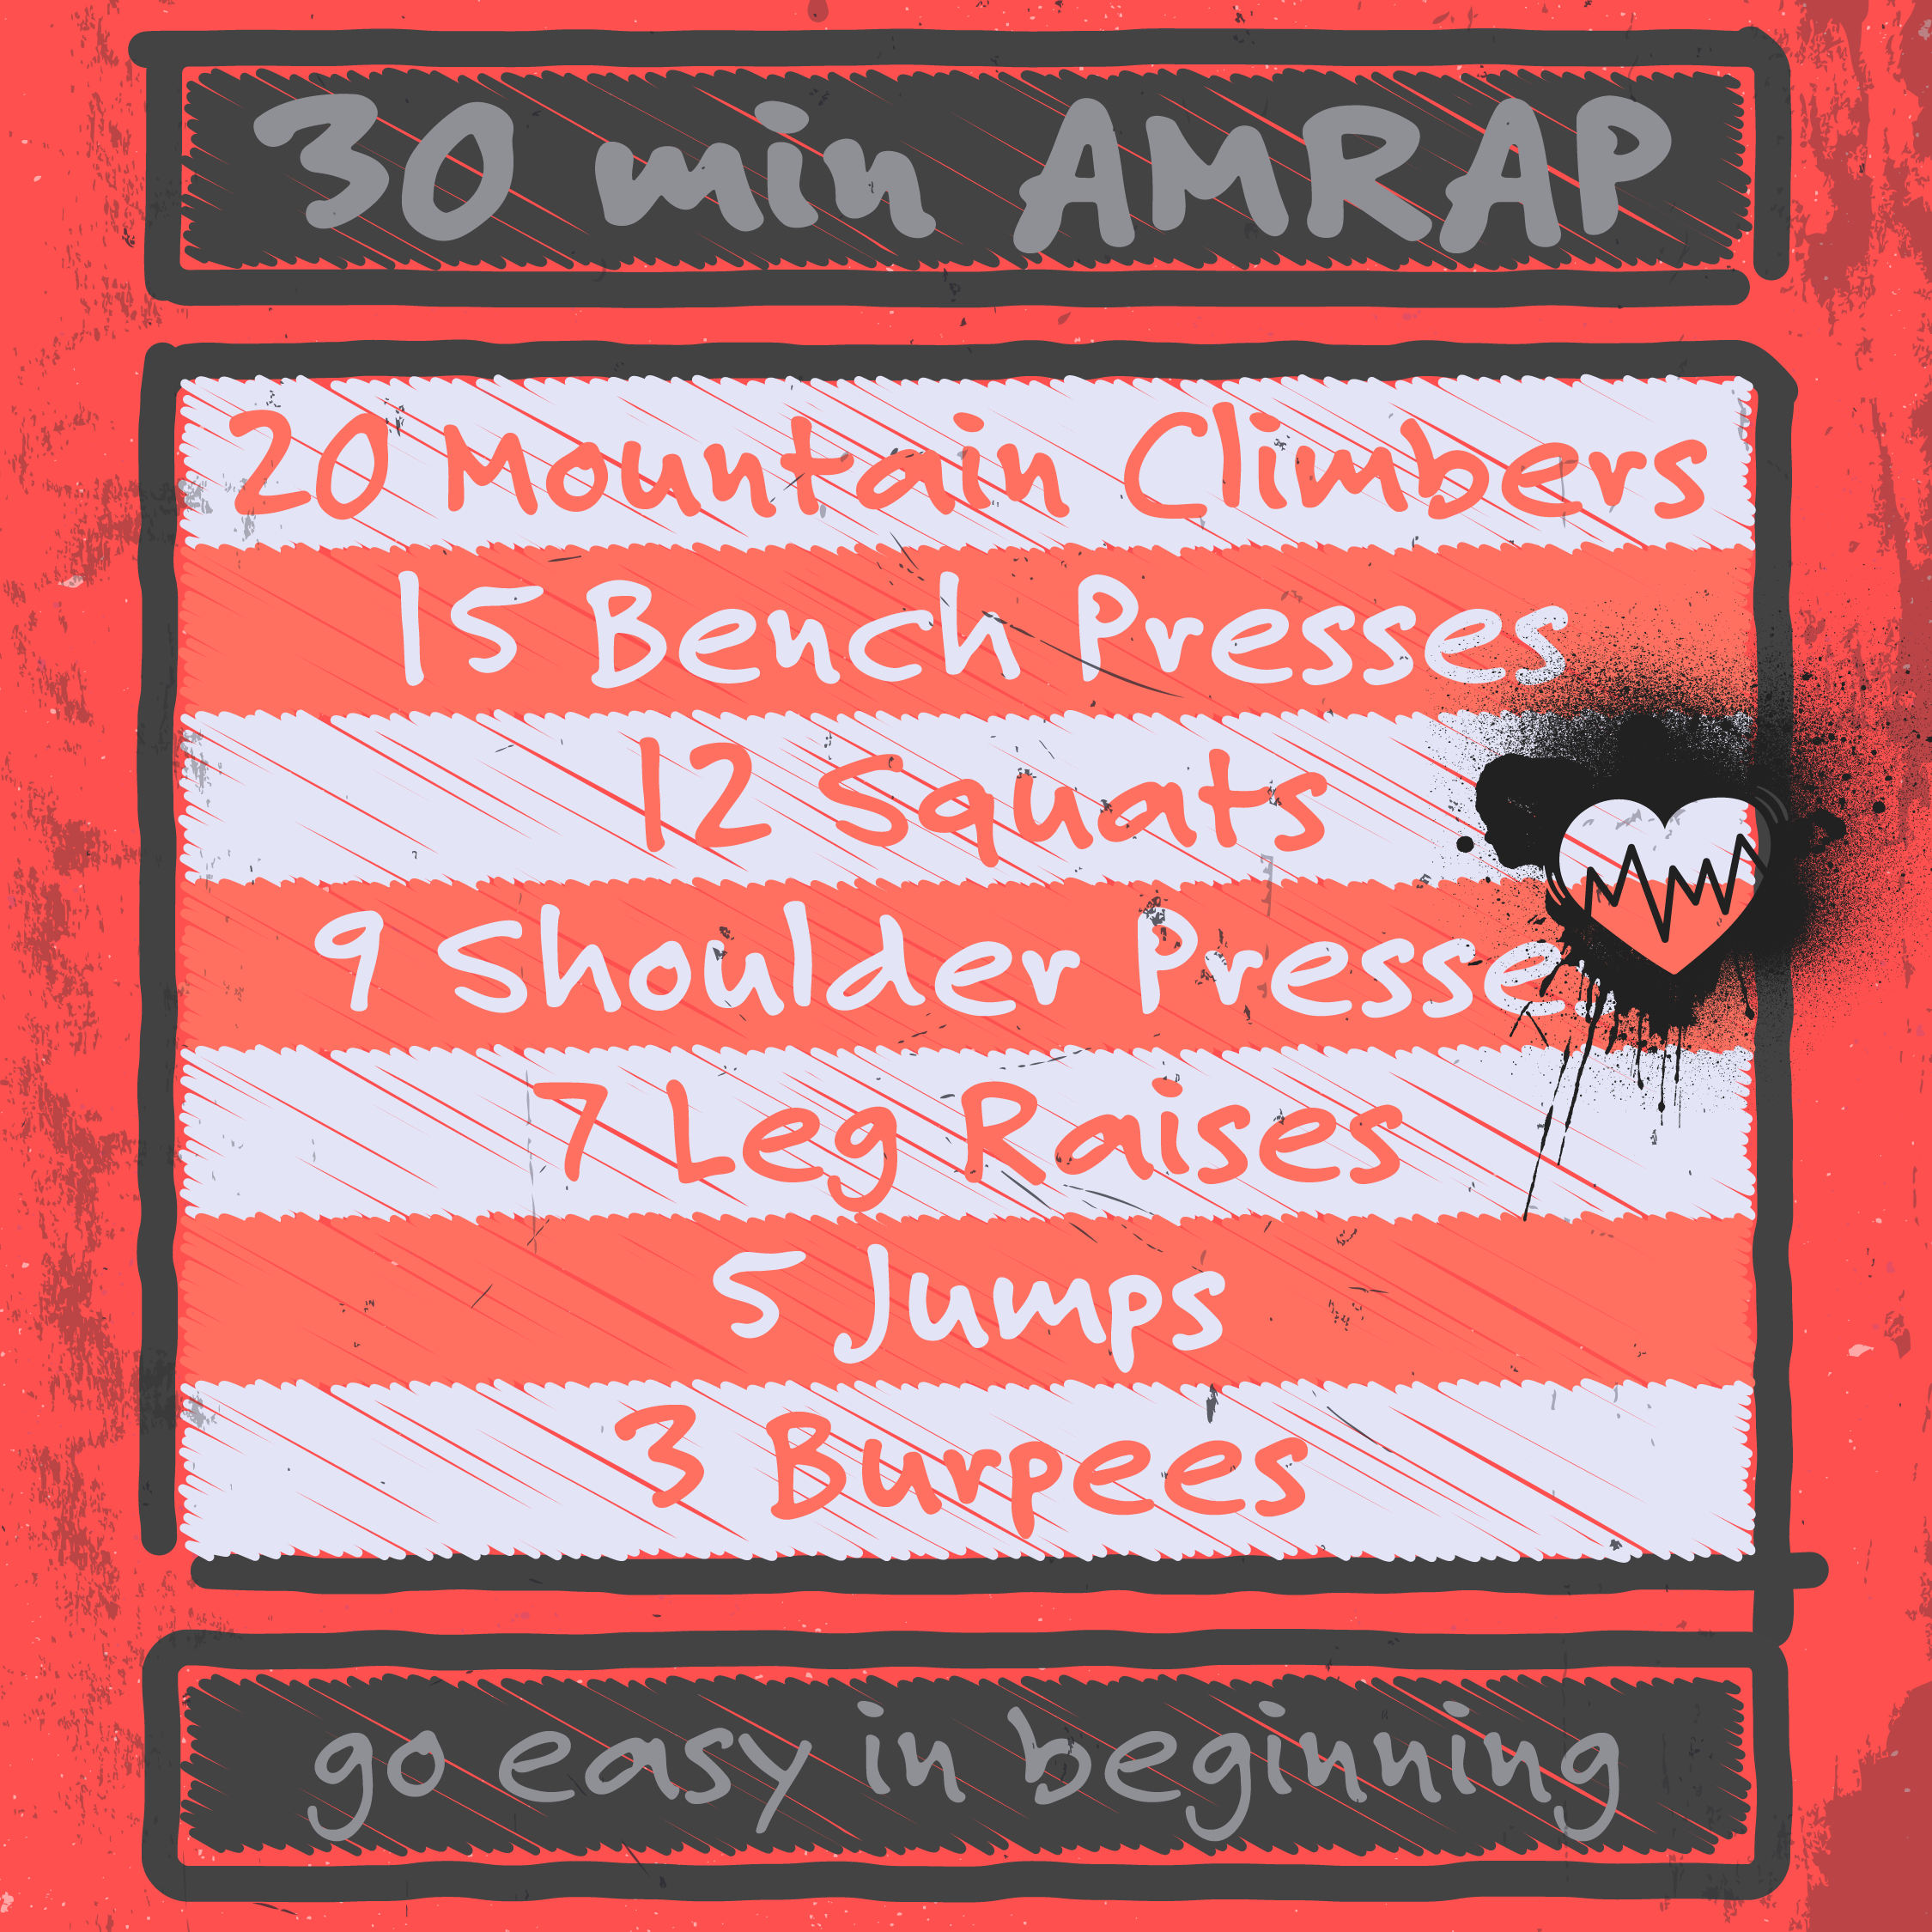 30 min AMRAP
20 Mountain Climbers
15 Bench Presses
12 Squats
9 Shoulder Presses
7 Leg Raises
5 Jumps
3 Burpees
go easy in beginning